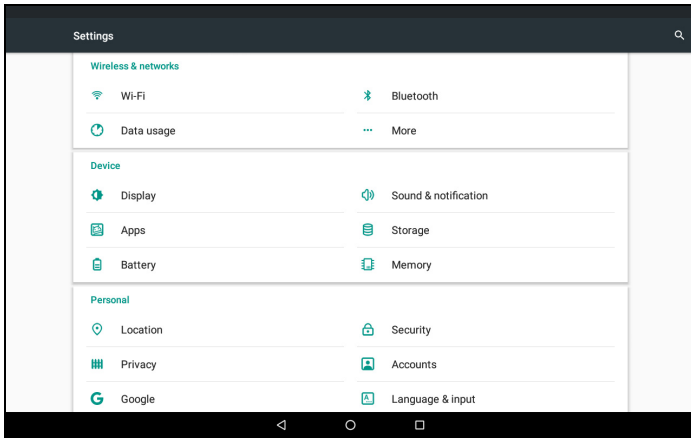 Settings
Wireless & networks
Wi-Fi
Bluetooth
Data usage
More
Device
Display
Sound & notification
Apps
Storage
Battery
Memory
Personal
Location
Security
Privacy
Accounts
Google
Language & input